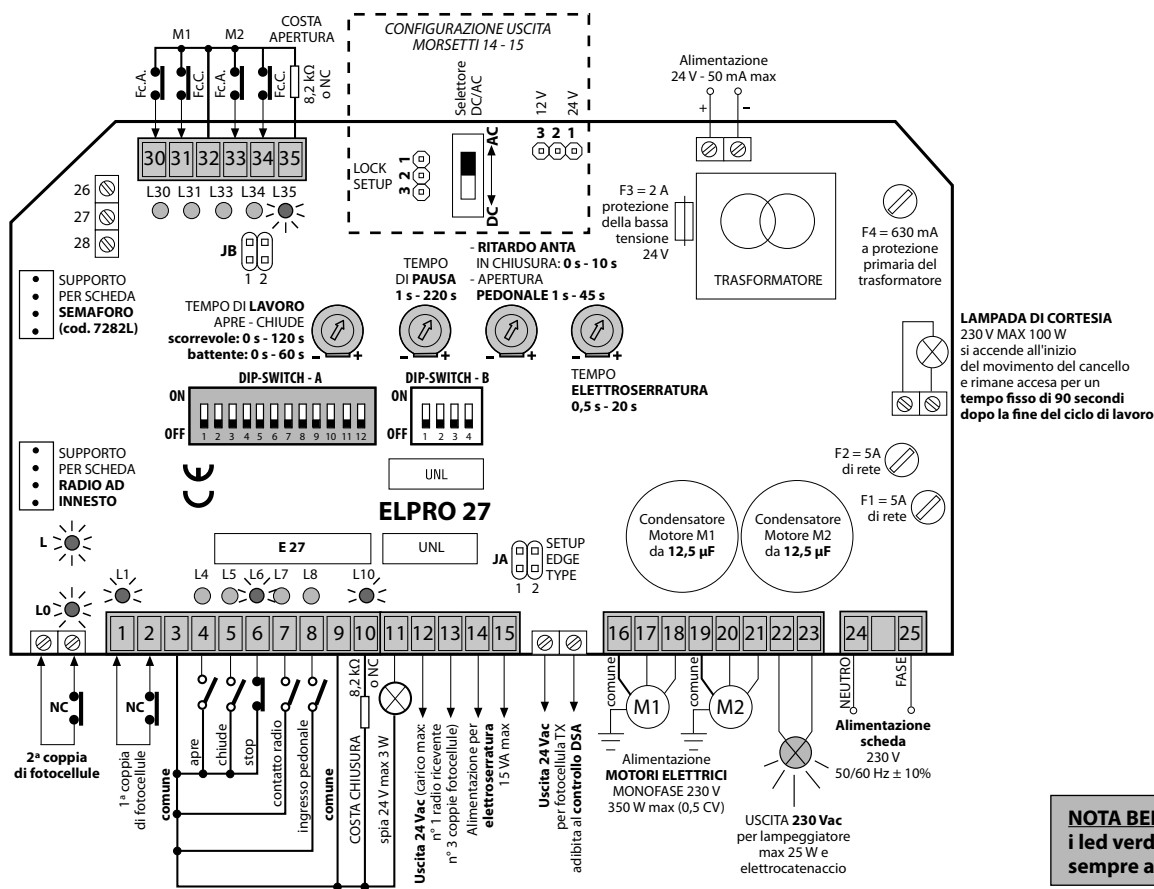 COSTA
APERTURA
M1
M2
Fc.A.
Fc.C.
Fc.A.
Fc.C.
8,2 kΩ
o NC
CONFIGURAZIONE USCITA
MORSETTI 14 - 15
Selettore
DC/AC
12 V
24 V
3 2 1
AC
DC
LOCK
SETUP
3 2 1
Alimentazione
24 V - 50 mA max
+ -
30 31 32 33 34 35
L30 L31 L33 L34 L35
26
27
28
JB
1 2
F3 = 2 A
protezione
della bassa
tensione
24 V
TRASFORMATORE
F4 = 630 mA
a protezione
primaria del
trasformatore
SUPPORTO
PER SCHEDA
SEMAFORO
(cod. 7282L)
TEMPO DI LAVORO
APRE - CHIUDE
scorrevole: 0 s - 120 s
battente: 0 s - 60 s
- +
TEMPO
DI PAUSA
1 s - 220 s
- +
- RITARDO ANTA
IN CHIUSURA: 0 s - 10 s
- APERTURA
PEDONALE 1 s - 45 s
- +
- +
TEMPO
ELETTROSERRATURA
0,5 s - 20 s
LAMPADA DI CORTESIA
230 V MAX 100 W
si accende all'inizio
del movimento del cancello
e rimane accesa per un
tempo fisso di 90 secondi
dopo la fine del ciclo di lavoro
DIP-SWITCH - A
ON
OFF
1 2 3 4 5 6 7 8 9 10 11 12
DIP-SWITCH - B
ON
OFF
1 2 3 4
SUPPORTO
PER SCHEDA
RADIO AD
INNESTO
CE
UNL
ELPRO 27
E 27
UNL
F2 = 5A
di rete
F1 = 5A
di rete
Condensatore
Motore M1
da 12,5 µF
Condensatore
Motore M2
da 12,5 µF
JA
1 2
SETUP
EDGE
TYPE
L
L0
L1 L4 L5 L6 L7 L8 L10
1 2 3 4 5 6 7 8 9 10 11 12 13 14 15
16 17 18 19 20 21 22 23
24 25
NC
2ª coppia
di fotocellule
NC
1ª coppia
di fotocellule
comune
apre
chiude
stop
contatto radio
ingresso pedonale
comune
COSTA CHIUSURA
8,2 kΩ
o NC
spia 24 V max 3 W
Uscita 24 Vac (carico max:
n° 1 radio ricevente
n° 3 coppie fotocellule)
Alimentazione per
elettroserratura
15 VA max
Uscita 24 Vac
per fotocellula TX
adibita al controllo DSA
comune
M1
comune
M2
Alimentazione
MOTORI ELETTRICI
MONOFASE 230 V
350 W max (0,5 CV)
USCITA 230 Vac
per lampeggiatore
max 25 W e
elettrocatenaccio
NEUTRO
FASE
Alimentazione
scheda
230 V
50/60 Hz ± 10%
NOTA BE
i led verd
sempre a